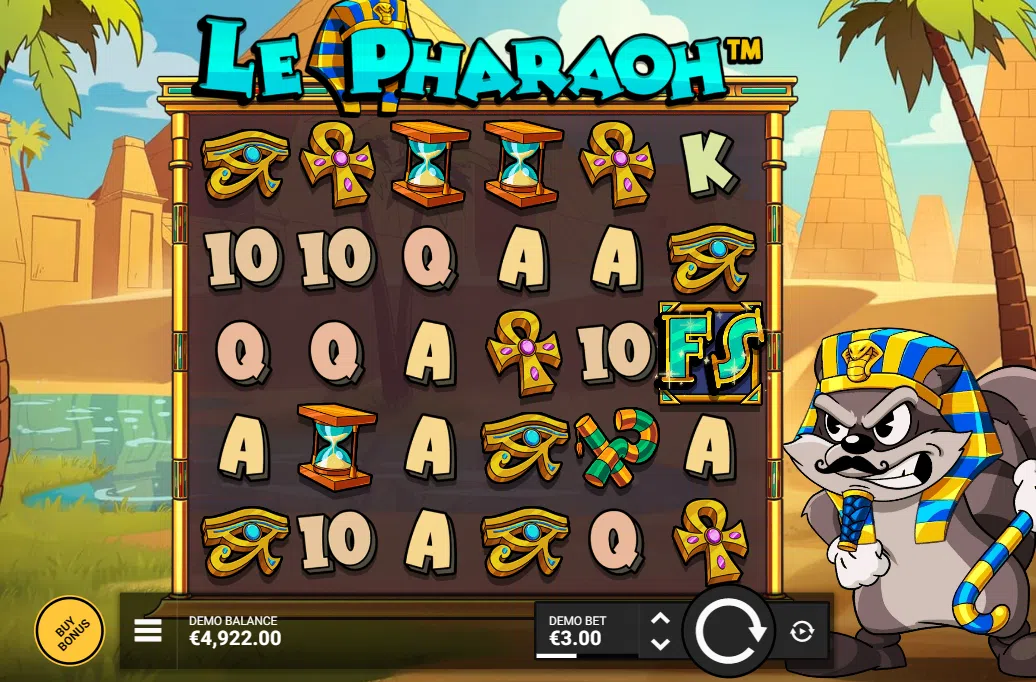 LE PHARAOH™
K
10 10 Q A A
Q Q A 10 FS
A A A
10 A Q
BUY BONUS
DEMO BALANCE
€4,922.00
DEMO BET
€3.00